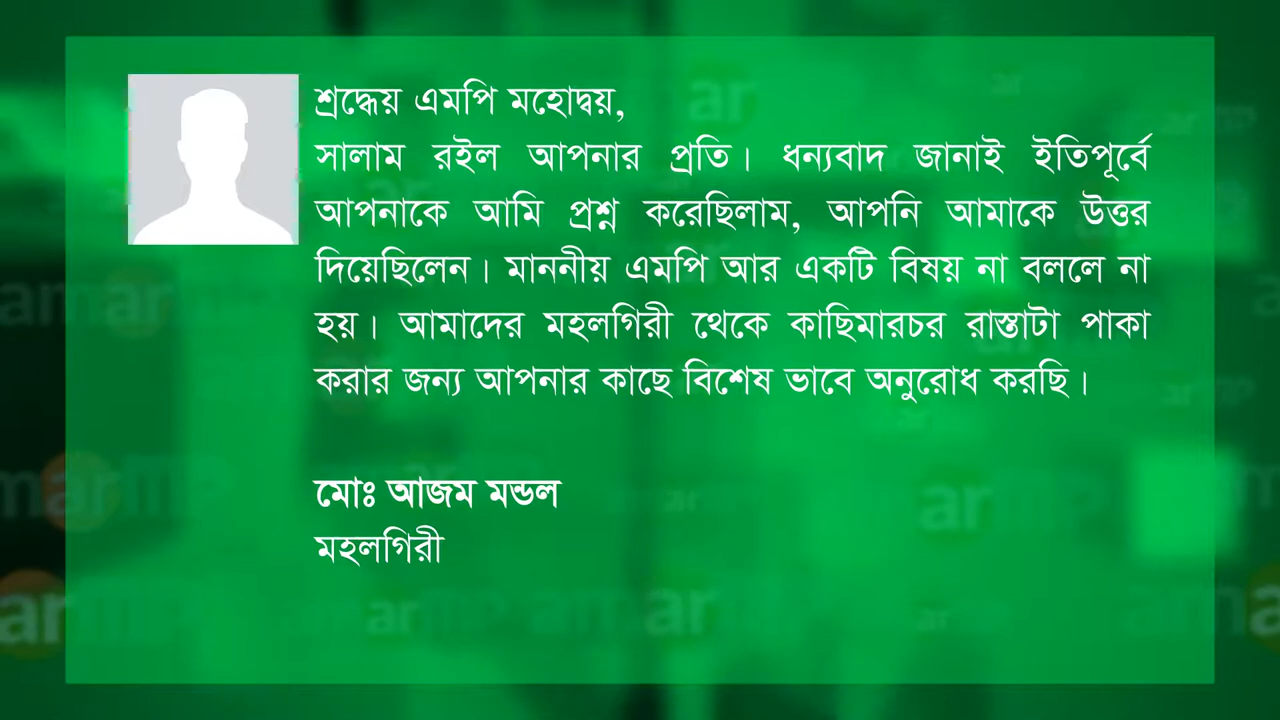 শ্রদ্ধেয় এমপি মহোদ্বয়,
সালাম রইল আপনার প্রতি। ধন্যবাদ জানাই ইতিপূর্বে
আপনাকে আমি প্রশ্ন করেছিলাম, আপনি আমাকে উত্তর
দিয়েছিলেন। মাননীয় এমপি আর একটি বিষয় না বললে না
হয়। আমাদের মহলগিরী থেকে কাছিমারচর রাস্তাটা পাকা
করার জন্য আপনার কাছে বিশেষ ভাবে অনুরোধ করছি।
মোঃ আজম মন্ডল
মহলগিরী